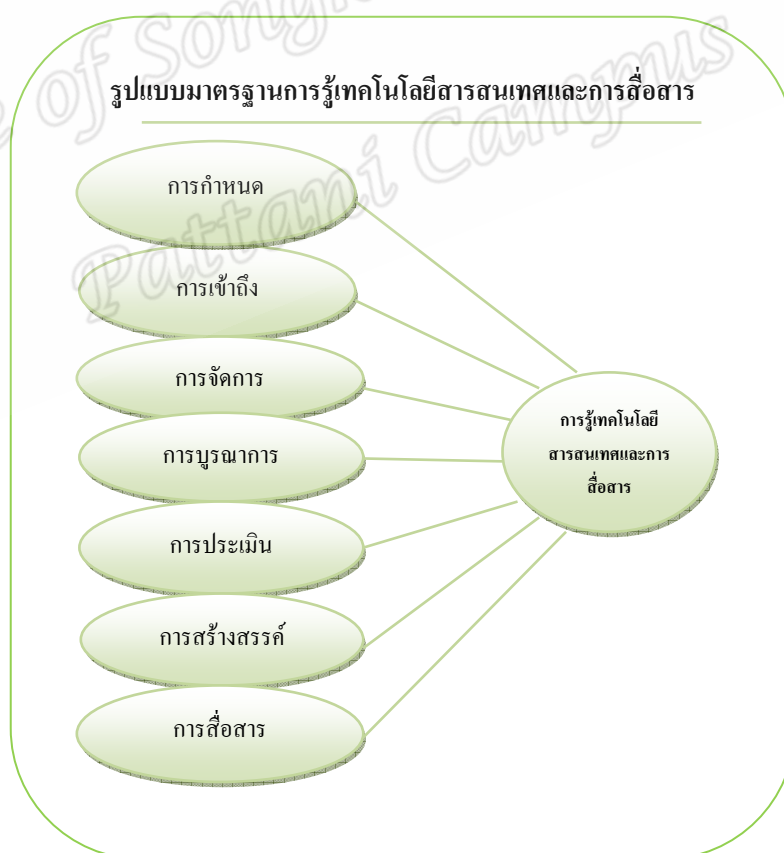 of Songk
Pattani Campus
รูปแบบมาตรฐานการรู้เทคโนโลยีสารสนเทศและการสื่อสาร
การกำหนด
การเข้าถึง
การจัดการ
การบูรณาการ
การประเมิน
การสร้างสรรค์
การสื่อสาร
การรู้เทคโนโลยี
สารสนเทศและการ
สื่อสาร